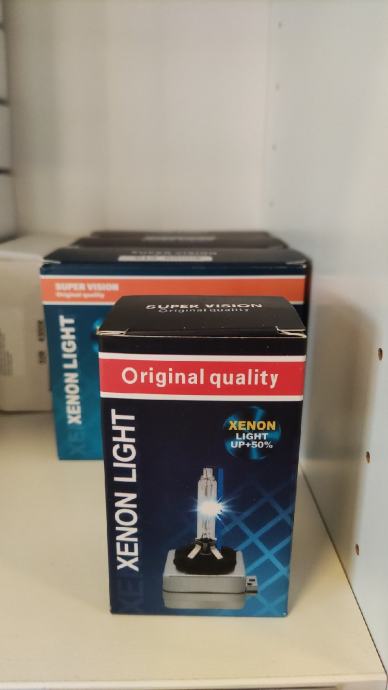 SUPER VISION
Original quality
Original quality
XENON LIGHT
XENON
LIGHT
UP+50%
SUPER VISION
Original quality
XENON LIGHT